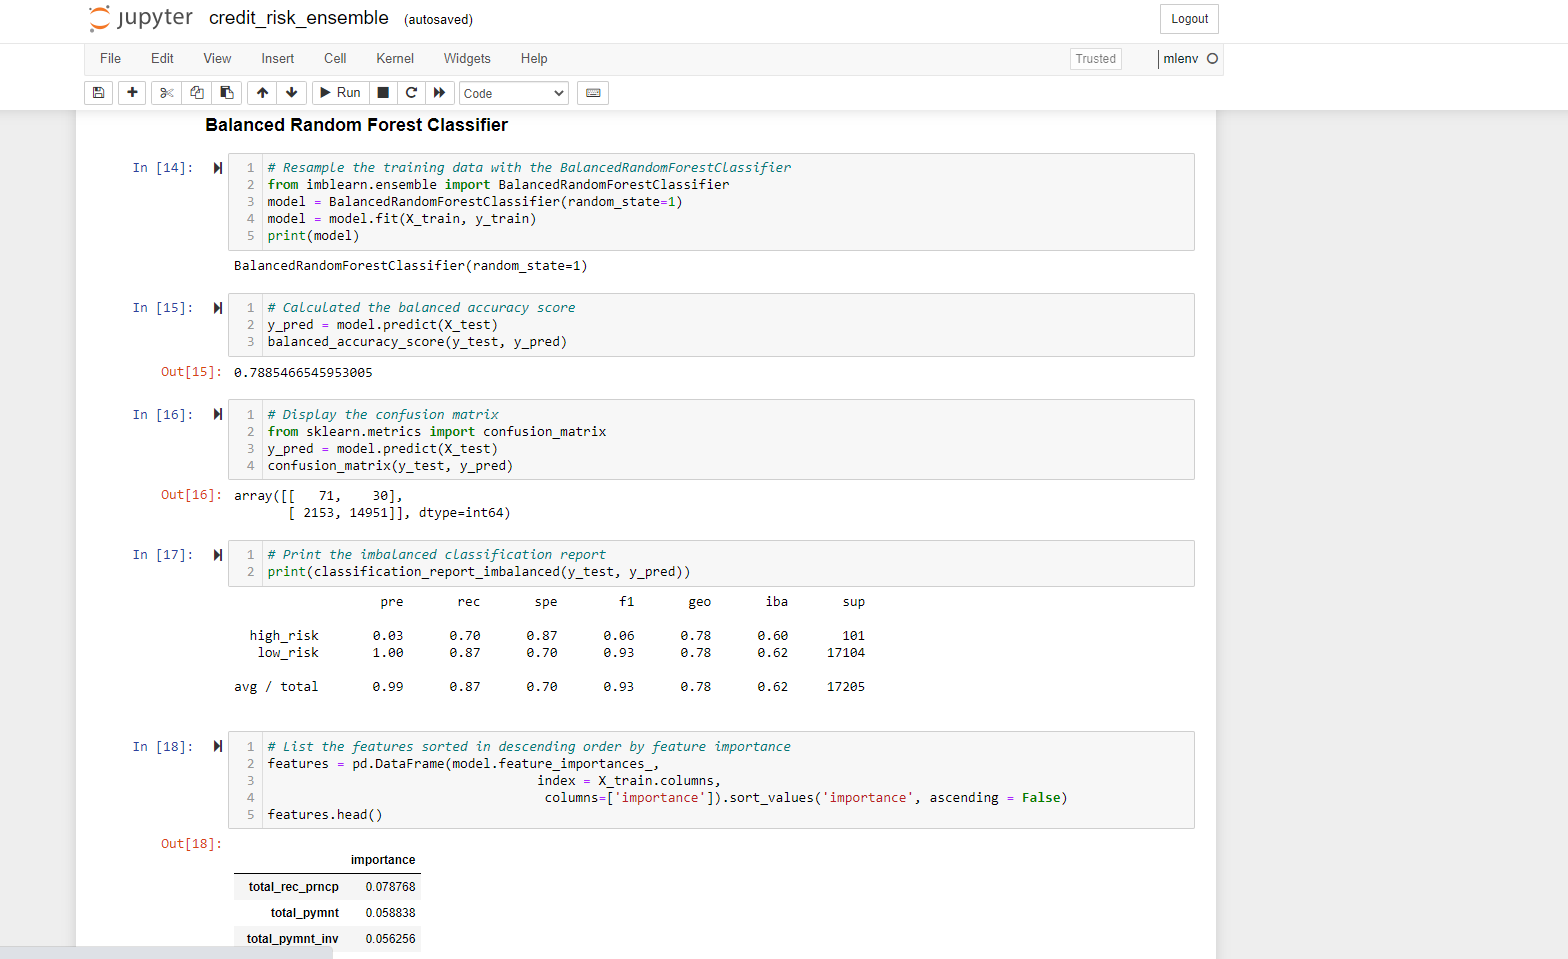 jupyter credit_risk_ensemble (autosaved) Logout
File Edit View Insert Cell Kernel Widgets Help Trusted mlenv
Run Code
Balanced Random Forest Classifier
In [14]: 1 # Resample the training data with the BalancedRandomForestClassifier
2 from imblearn.ensemble import BalancedRandomForestClassifier
3 model = BalancedRandomForestClassifier(random_state=1)
4 model = model.fit(X_train, y_train)
5 print(model)
BalancedRandomForestClassifier(random_state=1)
In [15]: 1 # Calculated the balanced accuracy score
2 y_pred = model.predict(X_test)
3 balanced_accuracy_score(y_test, y_pred)
Out[15]: 0.7885466545953005
In [16]: 1 # Display the confusion matrix
2 from sklearn.metrics import confusion_matrix
3 y_pred = model.predict(X_test)
4 confusion_matrix(y_test, y_pred)
Out[16]: array([[   71,    30],
[ 2153, 14951]], dtype=int64)
In [17]: 1 # Print the imbalanced classification report
2 print(classification_report_imbalanced(y_test, y_pred))
pre rec spe f1 geo iba sup
high_risk 0.03 0.70 0.87 0.06 0.78 0.60 101
low_risk 1.00 0.87 0.70 0.93 0.78 0.62 17104
avg / total 0.99 0.87 0.70 0.93 0.78 0.62 17205
In [18]: 1 # List the features sorted in descending order by feature importance
2 features = pd.DataFrame(model.feature_importances_,
3 index = X_train.columns,
4 columns=['importance']).sort_values('importance', ascending = False)
5 features.head()
Out[18]:
importance
total_rec_prncp 0.078768
total_pymnt 0.058838
total_pymnt_inv 0.056256